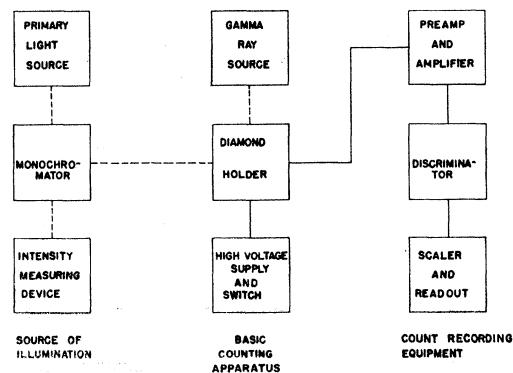 PRIMARY
LIGHT
SOURCE
GAMMA
RAY
SOURCE
PREAMP
AND
AMPLIFIER
MONOCHRO-
MATOR
DIAMOND
HOLDER
DISCRIMINA-
TOR
INTENSITY
MEASURING
DEVICE
HIGH VOLTAGE
SUPPLY
AND
SWITCH
SCALER
AND
READOUT
SOURCE OF
ILLUMINATION
BASIC
COUNTING
APPARATUS
COUNT RECORDING
EQUIPMENT